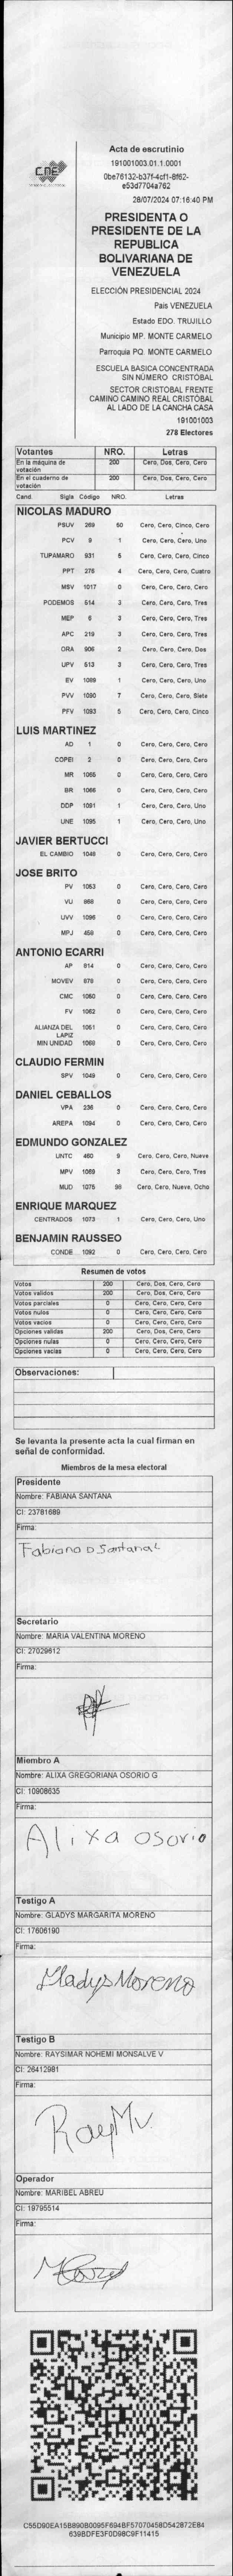 CNE
Acta de escrutinio
191001003.01.1.0001
0be76132-b37f-4cf1-8f62-
e53d7704a762
28/07/2024 07:16:40 PM
PRESIDENTA O
PRESIDENTE DE LA
REPUBLICA
BOLIVARIANA DE
VENEZUELA
ELECCIÓN PRESIDENCIAL 2024
País VENEZUELA
Estado EDO. TRUJILLO
Municipio MP. MONTE CARMELO
Parroquia PQ. MONTE CARMELO
ESCUELA BASICA CONCENTRADA
SIN NÚMERO CRISTOBAL
SECTOR CRISTOBAL FRENTE
CAMINO CAMINO REAL CRISTÓBAL
AL LADO DE LA CANCHA CASA
191001003
278 Electores
Votantes NRO. Letras
En la máquina de votación 200 Cero, Dos, Cero, Cero
En el cuaderno de votación 200 Cero, Dos, Cero, Cero
Cand. Sigla Código NRO. Letras
NICOLAS MADURO
PSUV 269 50 Cero, Cero, Cinco, Cero
PCV 9 1 Cero, Cero, Cero, Uno
TUPAMARO 931 5 Cero, Cero, Cero, Cinco
PPT 276 4 Cero, Cero, Cero, Cuatro
MSV 1017 0 Cero, Cero, Cero, Cero
PODEMOS 514 3 Cero, Cero, Cero, Tres
MEP 6 3 Cero, Cero, Cero, Tres
APC 219 3 Cero, Cero, Cero, Tres
ORA 906 2 Cero, Cero, Cero, Dos
UPV 513 3 Cero, Cero, Cero, Tres
EV 1089 1 Cero, Cero, Cero, Uno
PVV 1090 7 Cero, Cero, Cero, Siete
PFV 1093 5 Cero, Cero, Cero, Cinco
LUIS MARTINEZ
AD 1 0 Cero, Cero, Cero, Cero
COPEI 2 0 Cero, Cero, Cero, Cero
MR 1065 0 Cero, Cero, Cero, Cero
BR 1066 0 Cero, Cero, Cero, Cero
DDP 1091 1 Cero, Cero, Cero, Uno
UNE 1095 1 Cero, Cero, Cero, Uno
JAVIER BERTUCCI
EL CAMBIO 1048 0 Cero, Cero, Cero, Cero
JOSE BRITO
PV 1053 0 Cero, Cero, Cero, Cero
VU 868 0 Cero, Cero, Cero, Cero
UVV 1096 0 Cero, Cero, Cero, Cero
MPJ 458 0 Cero, Cero, Cero, Cero
ANTONIO ECARRI
AP 814 0 Cero, Cero, Cero, Cero
MOVEV 879 0 Cero, Cero, Cero, Cero
CMC 1050 0 Cero, Cero, Cero, Cero
FV 1062 0 Cero, Cero, Cero, Cero
ALIANZA DEL LAPIZ 1051 0 Cero, Cero, Cero, Cero
MIN UNIDAD 1068 0 Cero, Cero, Cero, Cero
CLAUDIO FERMIN
SPV 1049 0 Cero, Cero, Cero, Cero
DANIEL CEBALLOS
VPA 236 0 Cero, Cero, Cero, Cero
AREPA 1094 0 Cero, Cero, Cero, Cero
EDMUNDO GONZALEZ
UNTC 460 9 Cero, Cero, Cero, Nueve
MPV 1069 3 Cero, Cero, Cero, Tres
MUD 1075 98 Cero, Cero, Nueve, Ocho
ENRIQUE MARQUEZ
CENTRADOS 1073 1 Cero, Cero, Cero, Uno
BENJAMIN RAUSSEO
CONDE 1092 0 Cero, Cero, Cero, Cero
Resumen de votos
Votos 200 Cero, Dos, Cero, Cero
Votos validos 200 Cero, Dos, Cero, Cero
Votos parciales 0 Cero, Cero, Cero, Cero
Votos nulos 0 Cero, Cero, Cero, Cero
Votos vacios 0 Cero, Cero, Cero, Cero
Opciones validas 200 Cero, Dos, Cero, Cero
Opciones nulas 0 Cero, Cero, Cero, Cero
Opciones vacias 0 Cero, Cero, Cero, Cero
Observaciones:
Se levanta la presente acta la cual firman en
señal de conformidad.
Miembros de la mesa electoral
Presidente
Nombre: FABIANA SANTANA
CI: 23781689
Firma:
Fabiana D Santana L
Secretario
Nombre: MARIA VALENTINA MORENO
CI: 27029612
Firma:
Miembro A
Nombre: ALIXA GREGORIANA OSORIO G
CI: 10908635
Firma:
Alixa osorio
Testigo A
Nombre: GLADYS MARGARITA MORENO
CI: 17606190
Firma:
Gladys Moreno
Testigo B
Nombre: RAYSIMAR NOHEMI MONSALVE V
CI: 26412981
Firma:
RayMv.
Operador
Nombre: MARIBEL ABREU
CI: 19795514
Firma:
C55D90EA15B890B0095F694BF57070458D542872E84
639BDFE3F0D98C9F11415